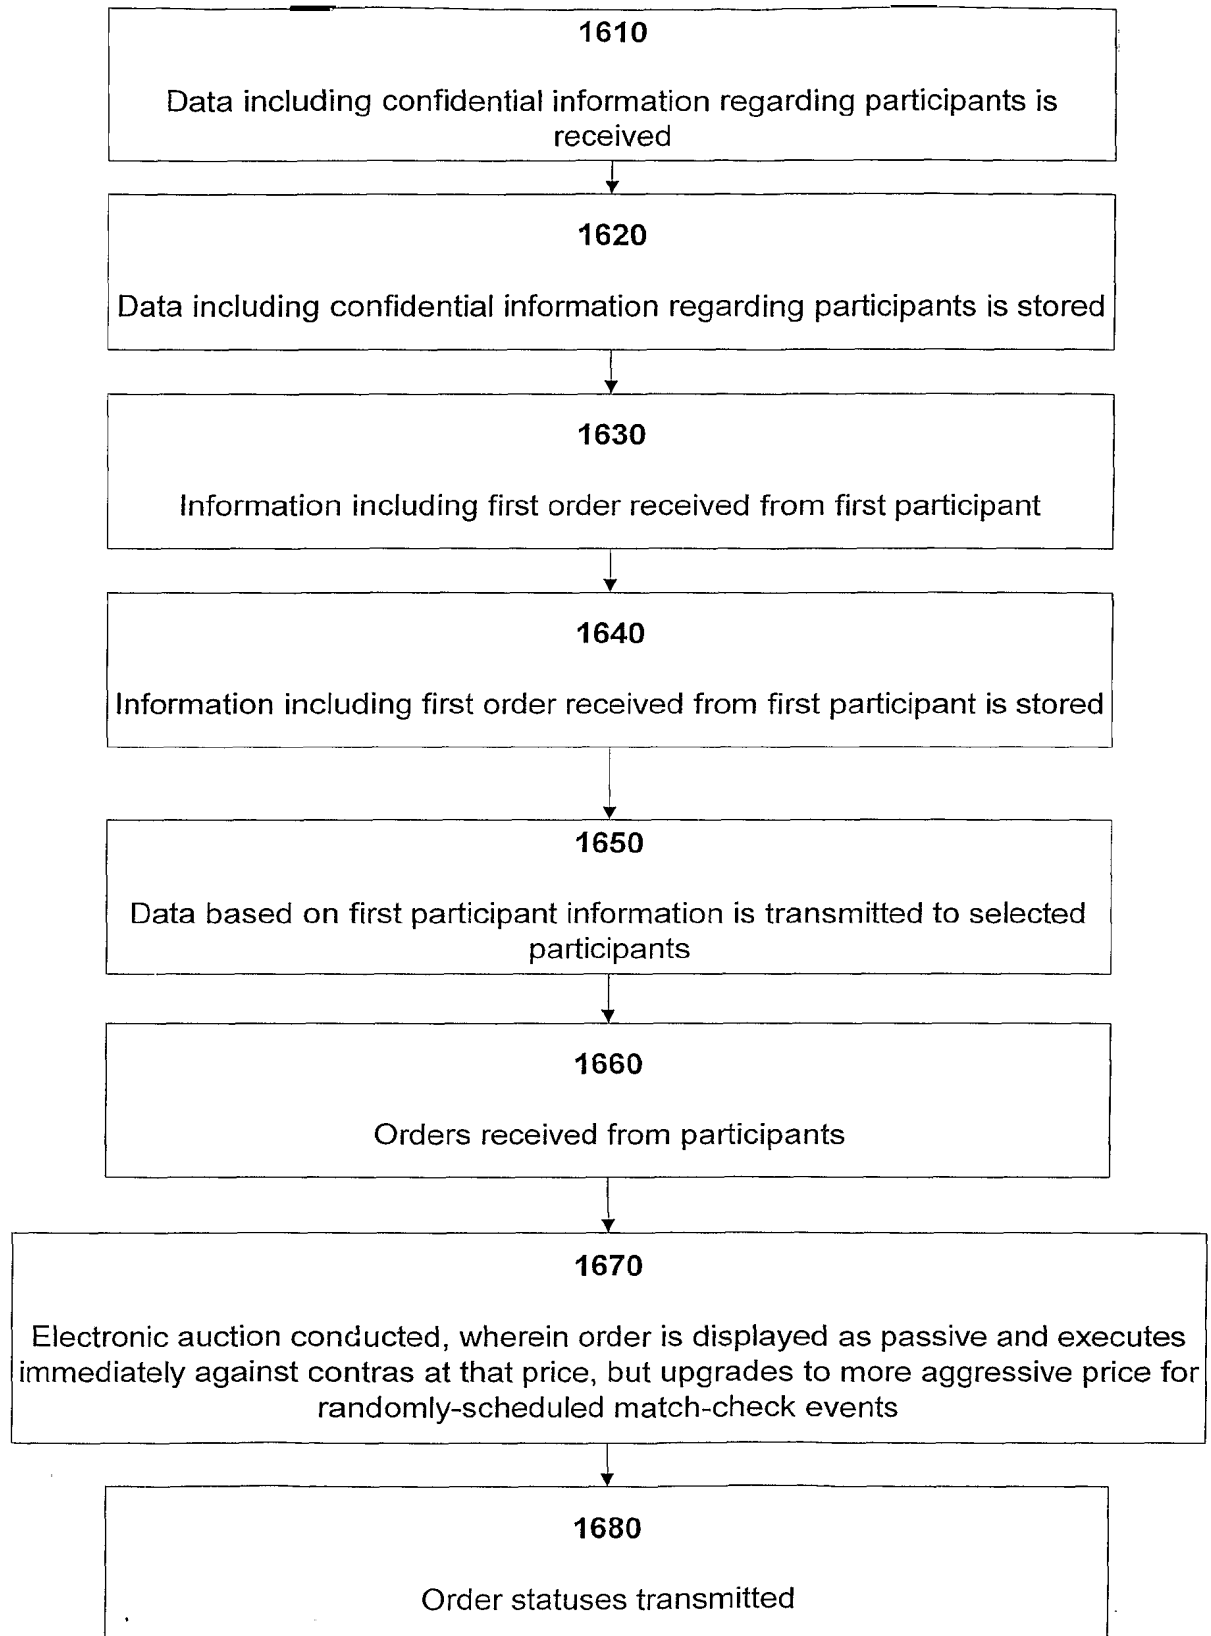 1610
Data including confidential information regarding participants is
received
1620
Data including confidential information regarding participants is stored
1630
Information including first order received from first participant
1640
Information including first order received from first participant is stored
1650
Data based on first participant information is transmitted to selected
participants
1660
Orders received from participants
1670
Electronic auction conducted, wherein order is displayed as passive and executes
immediately against contras at that price, but upgrades to more aggressive price for
randomly-scheduled match-check events
1680
Order statuses transmitted